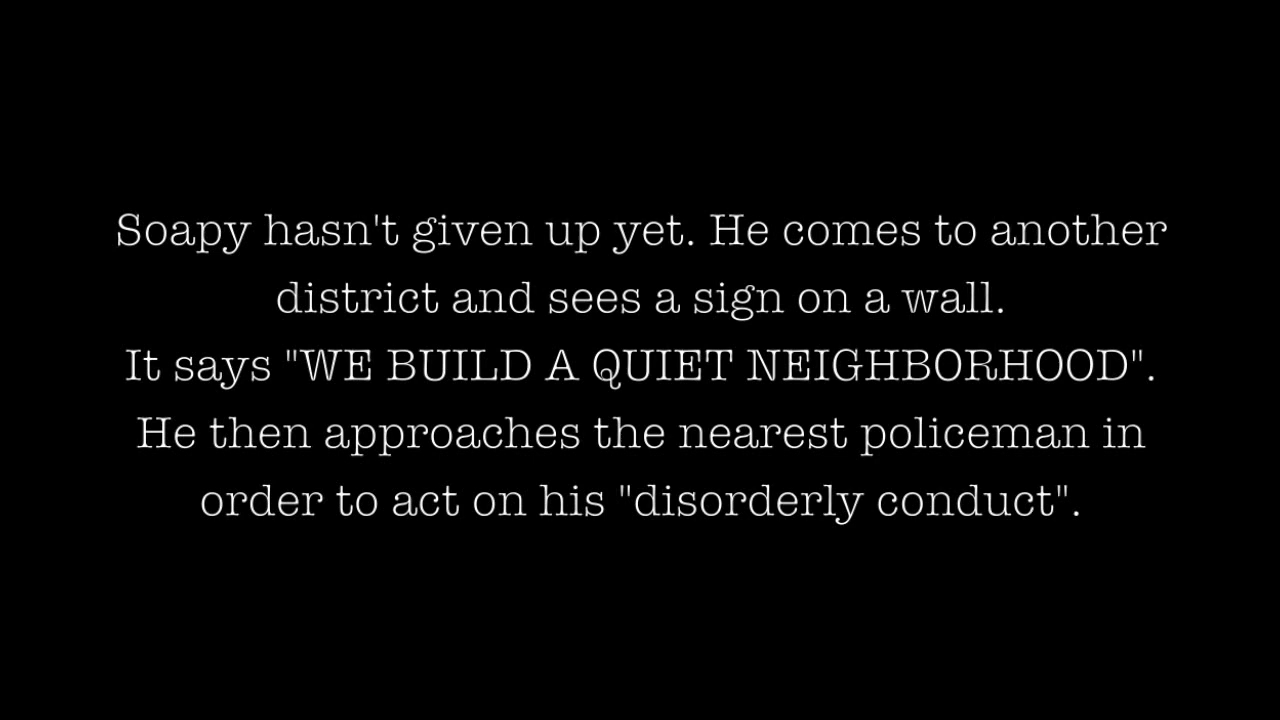 Soapy hasn't given up yet. He comes to another
district and sees a sign on a wall.
It says "WE BUILD A QUIET NEIGHBORHOOD".
He then approaches the nearest policeman in
order to act on his "disorderly conduct".